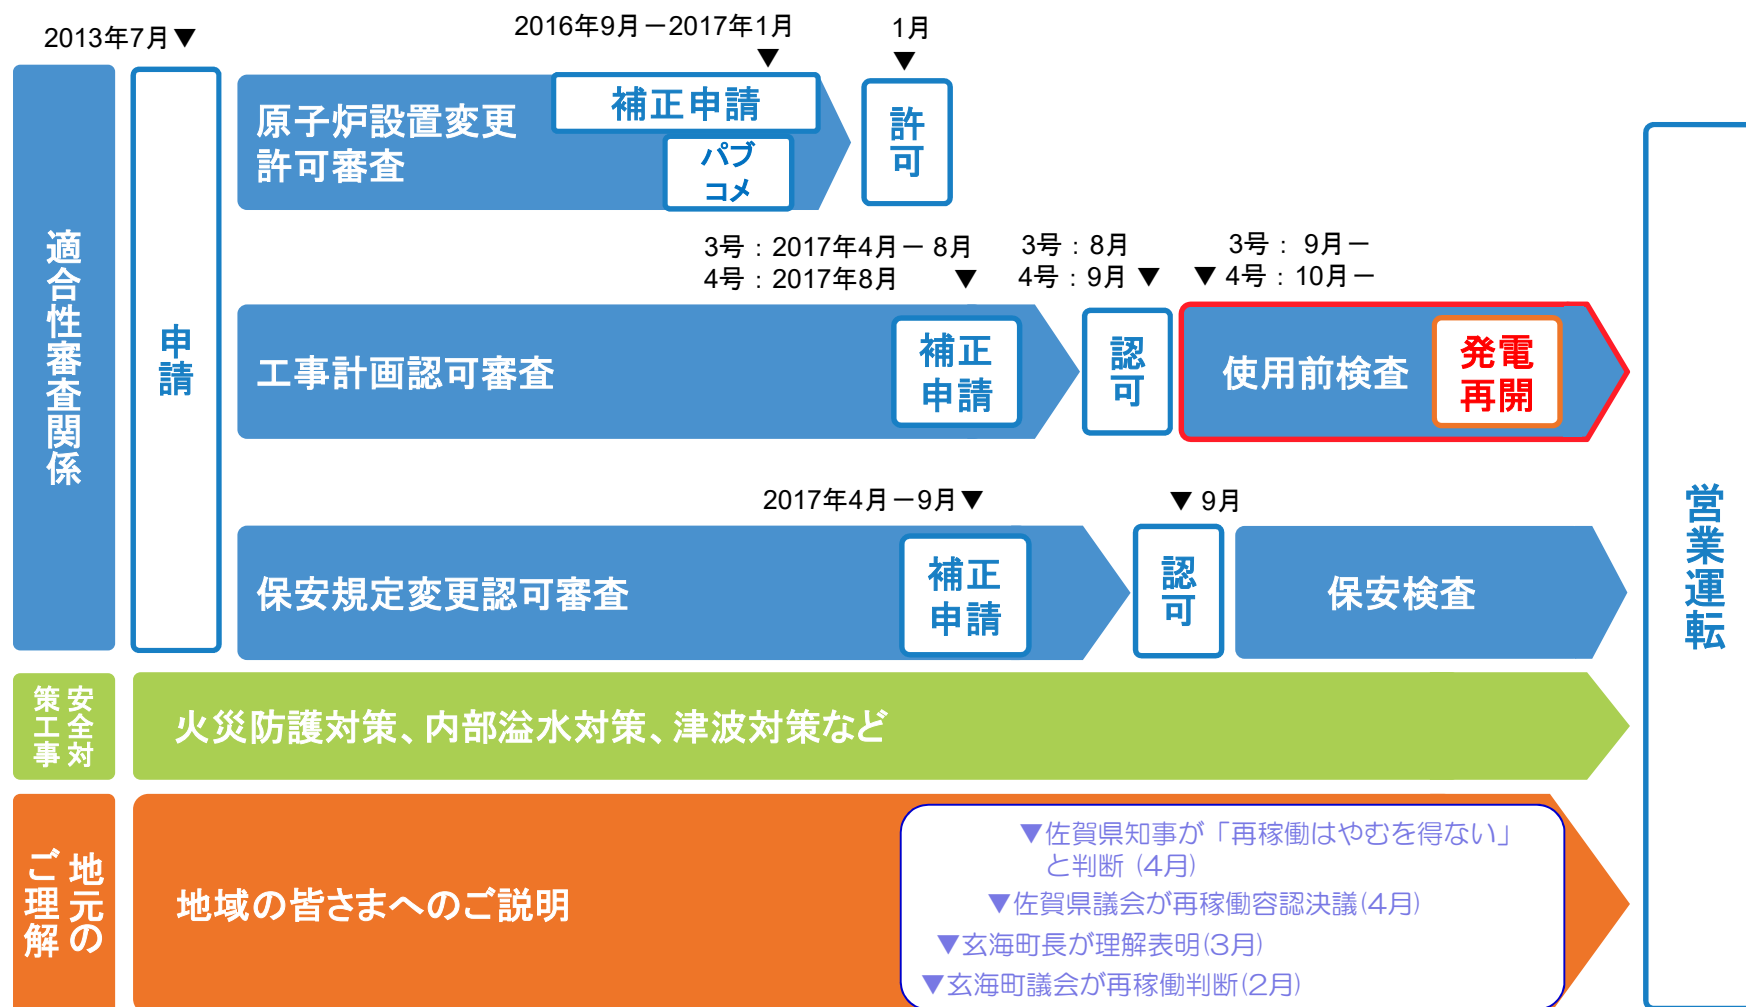 2013年7月▼
2016年9月－2017年1月
▼
1月
▼
適合性審査関係
申請
原子炉設置変更
許可審査
補正申請
パブ
コメ
許可
3号：2017年4月－ 8月
4号：2017年8月 ▼
3号：8月
4号：9月 ▼
3号： 9月－
▼ 4号：10月－
工事計画認可審査
補正
申請
認可
使用前検査
発電
再開
2017年4月－9月▼
▼ 9月
保安規定変更認可審査
補正
申請
認可
保安検査
営業運転
安全対
策工事
火災防護対策、内部溢水対策、津波対策など
地元の
ご理解
地域の皆さまへのご説明
▼佐賀県知事が「再稼働はやむを得ない」
と判断 (4月)
▼佐賀県議会が再稼働容認決議(4月)
▼玄海町長が理解表明(3月)
▼玄海町議会が再稼働判断(2月)